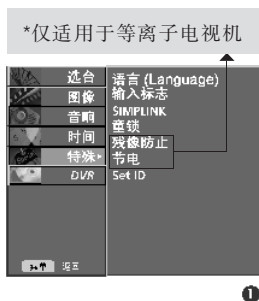 *仅适用于等离子电视机
选台
图像
音响
时间
特殊
DVR
语言 (Language)
输入标志
SIMPLINK
童锁
残像防止
节电
Set ID
返回
1